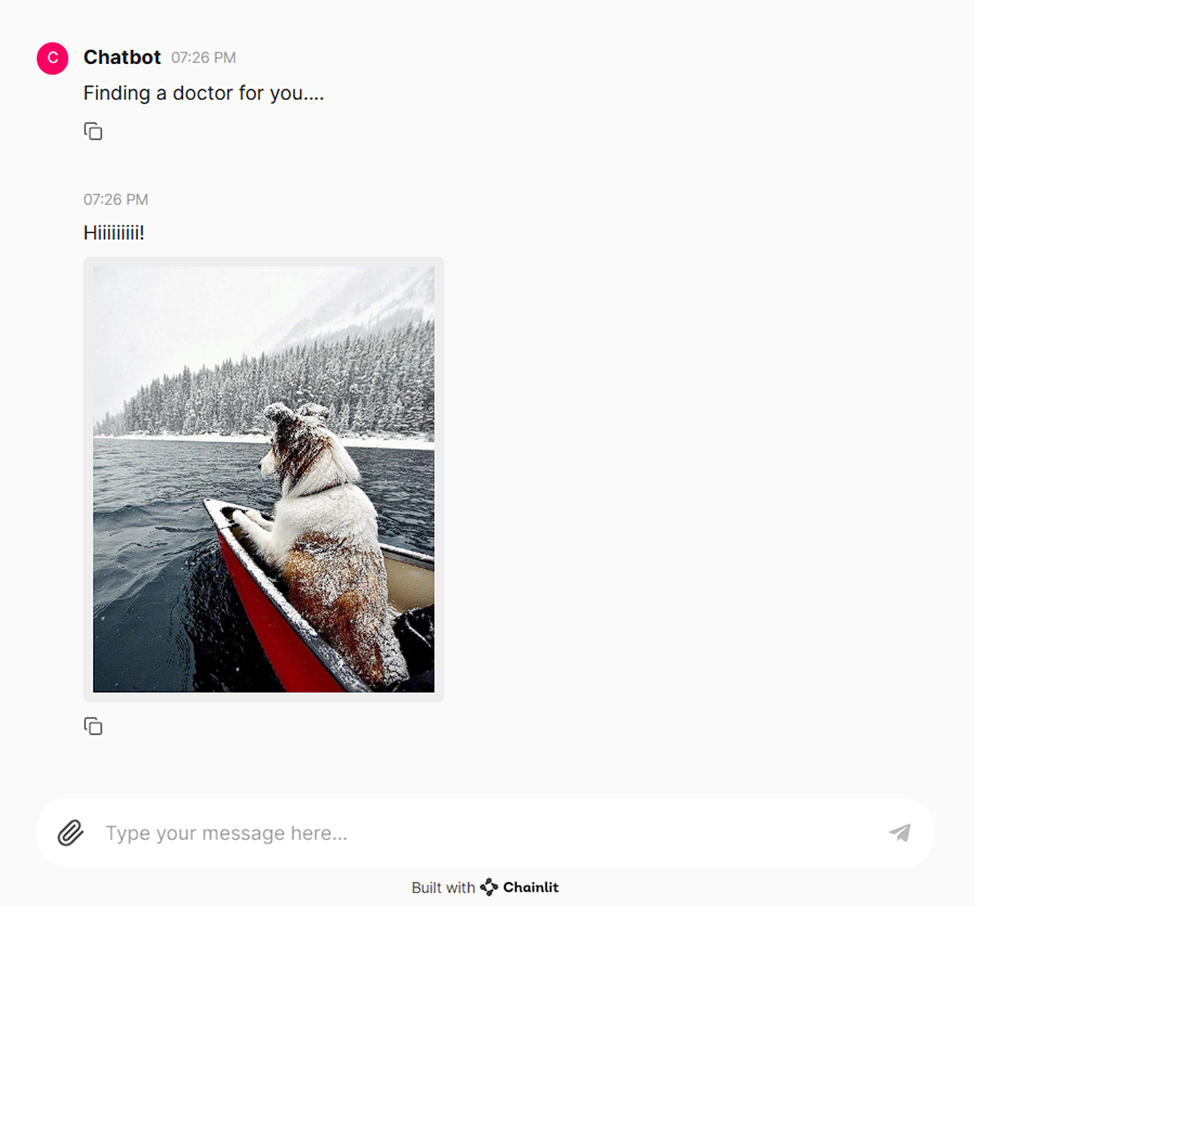 C
Chatbot 07:26 PM
Finding a doctor for you....
07:26 PM
Hiiiiiiiii!
Type your message here...
Built with Chainlit